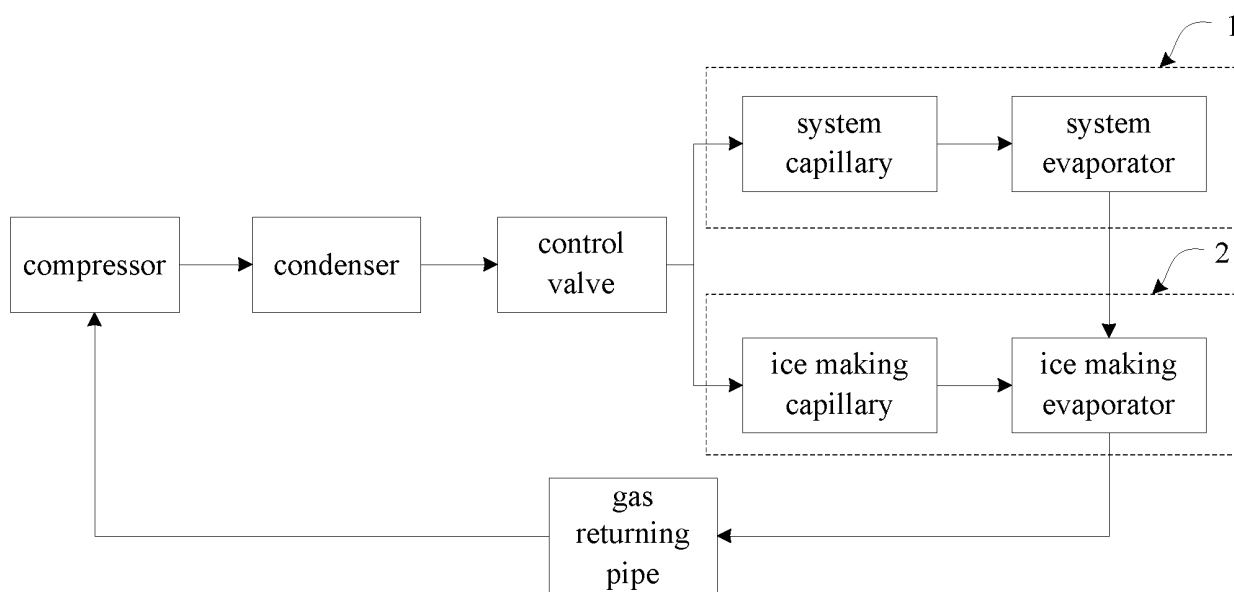 1
system
capillary
system
evaporator
compressor
condenser
control
valve
2
ice making
capillary
ice making
evaporator
gas
returning
pipe